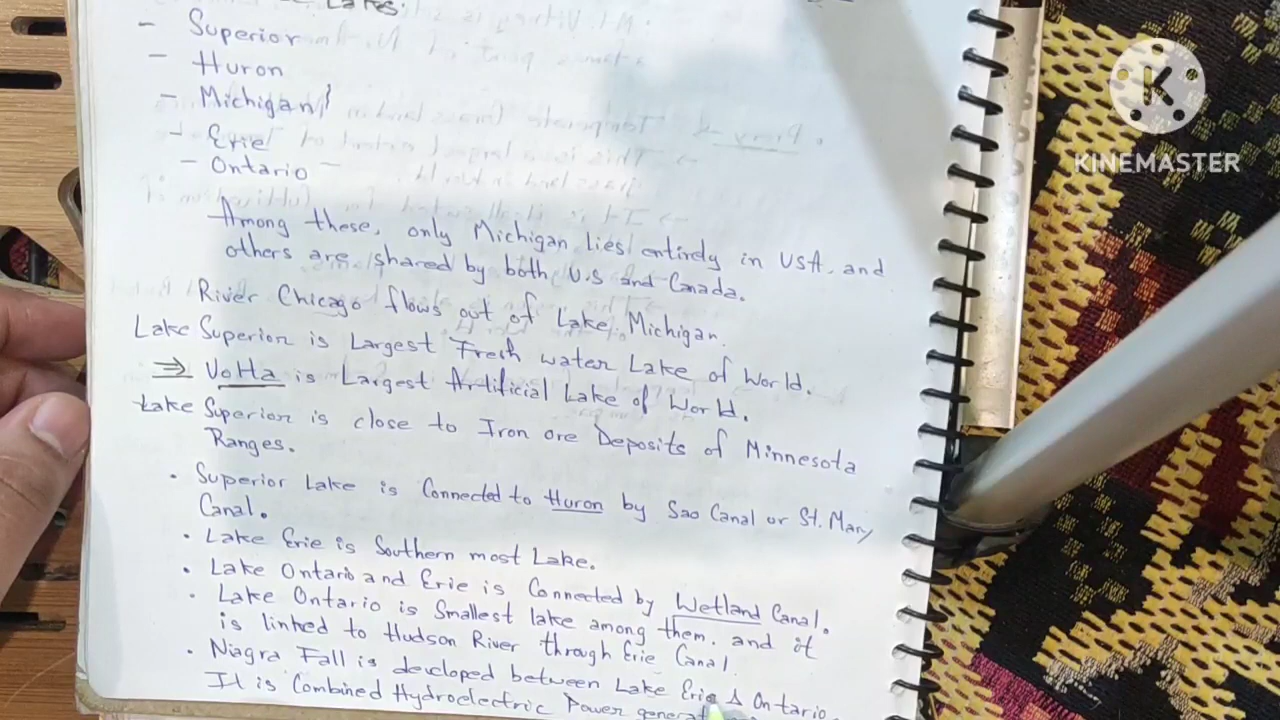 Lakes:
- Superior
- Huron
- Michigan
- Erie
- Ontario -
Among these, only Michigan lies entirely in USA, and
others are shared by both U.S and Canada.
River Chicago flows out of Lake Michigan.
Lake Superior is Largest Fresh water Lake of World.
⇒ Volta is Largest Artificial Lake of World.
Lake Superior is close to Iron ore Deposits of Minnesota
Ranges.
• Superior Lake is Connected to Huron by Sao Canal or St. Mary
Canal.
• Lake Erie is Southern most Lake.
• Lake Ontario and Erie is Connected by Wetland Canal.
• Lake Ontario is Smallest lake among them. and it
is linked to Hudson River through Erie Canal.
• Niagra Fall is developed between Lake Erie & Ontario.
It is Combined Hydroelectric Power
KINEMASTER